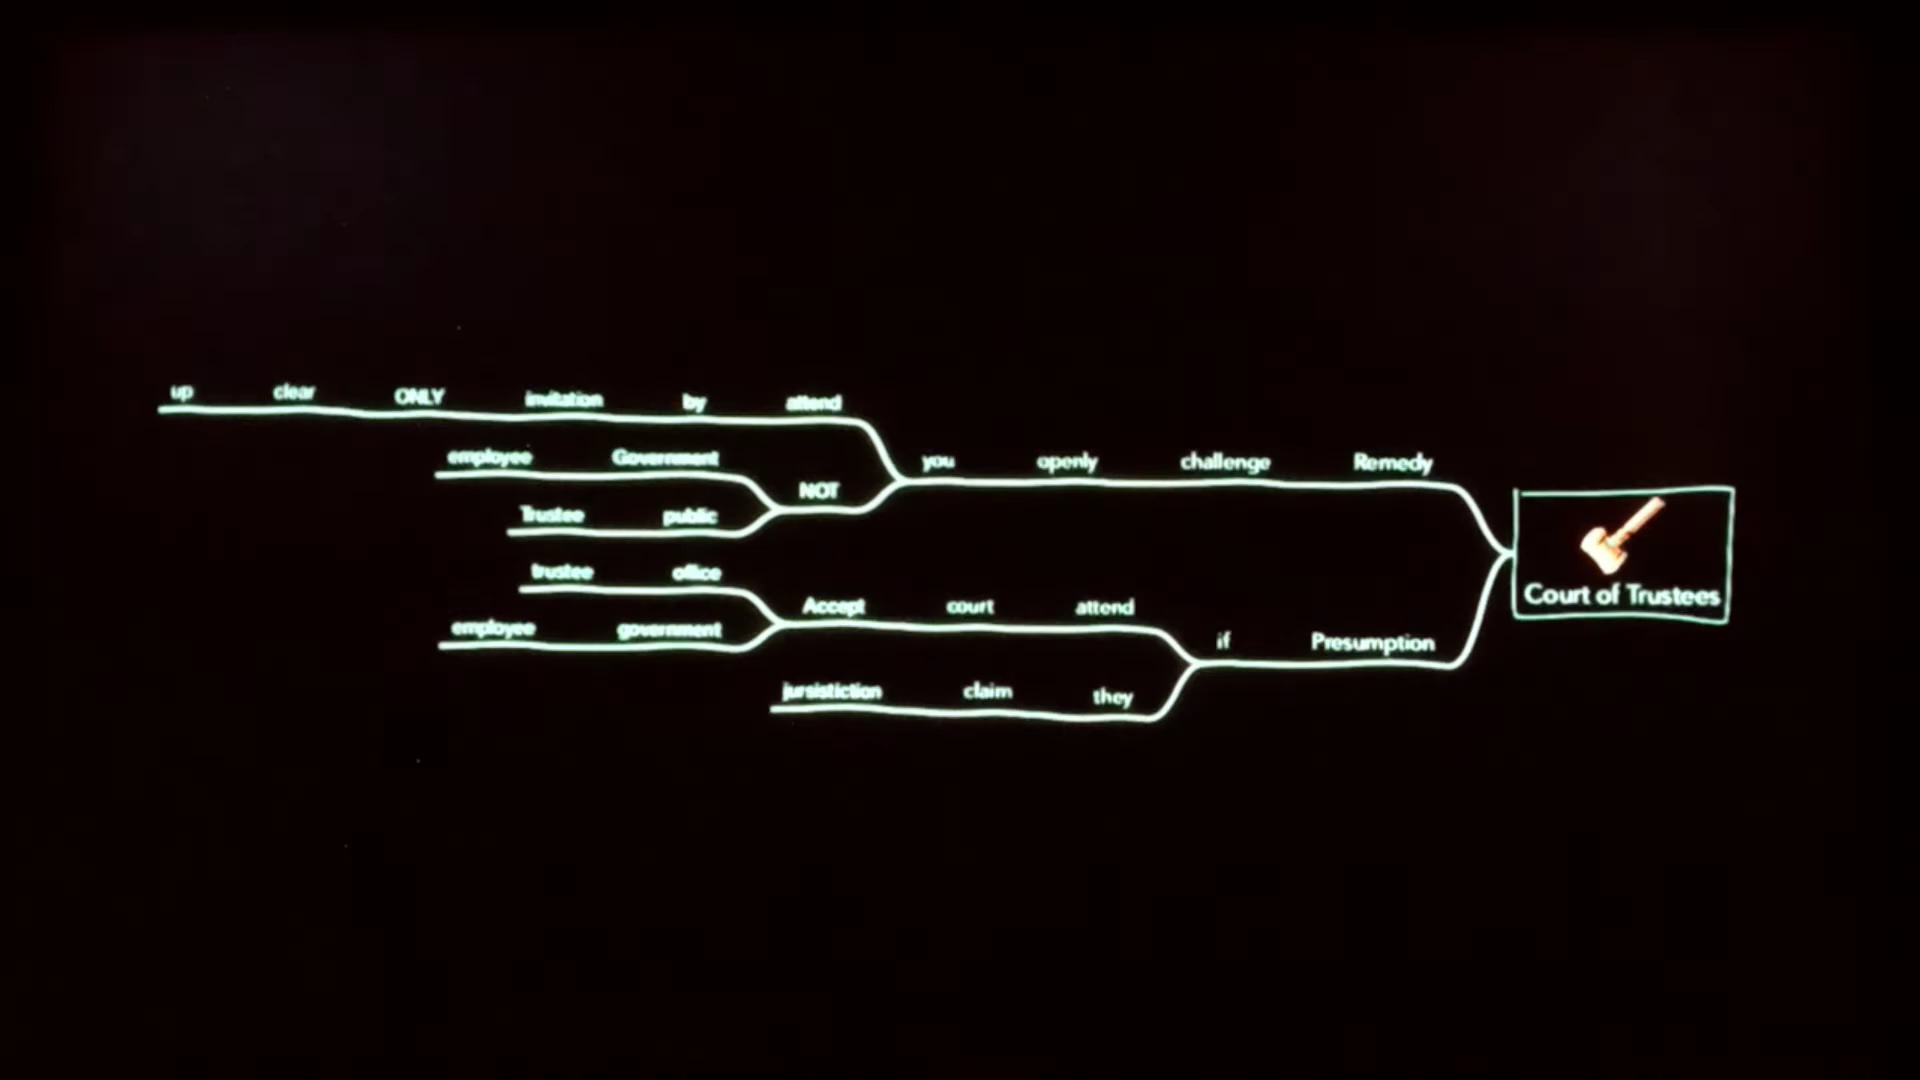 up clear ONLY invitation by attend
employee Government
you openly challenge Remedy
NOT
Trustee public
trustee office
Court of Trustees
Accept court attend
employee government
if Presumption
jursistiction claim they